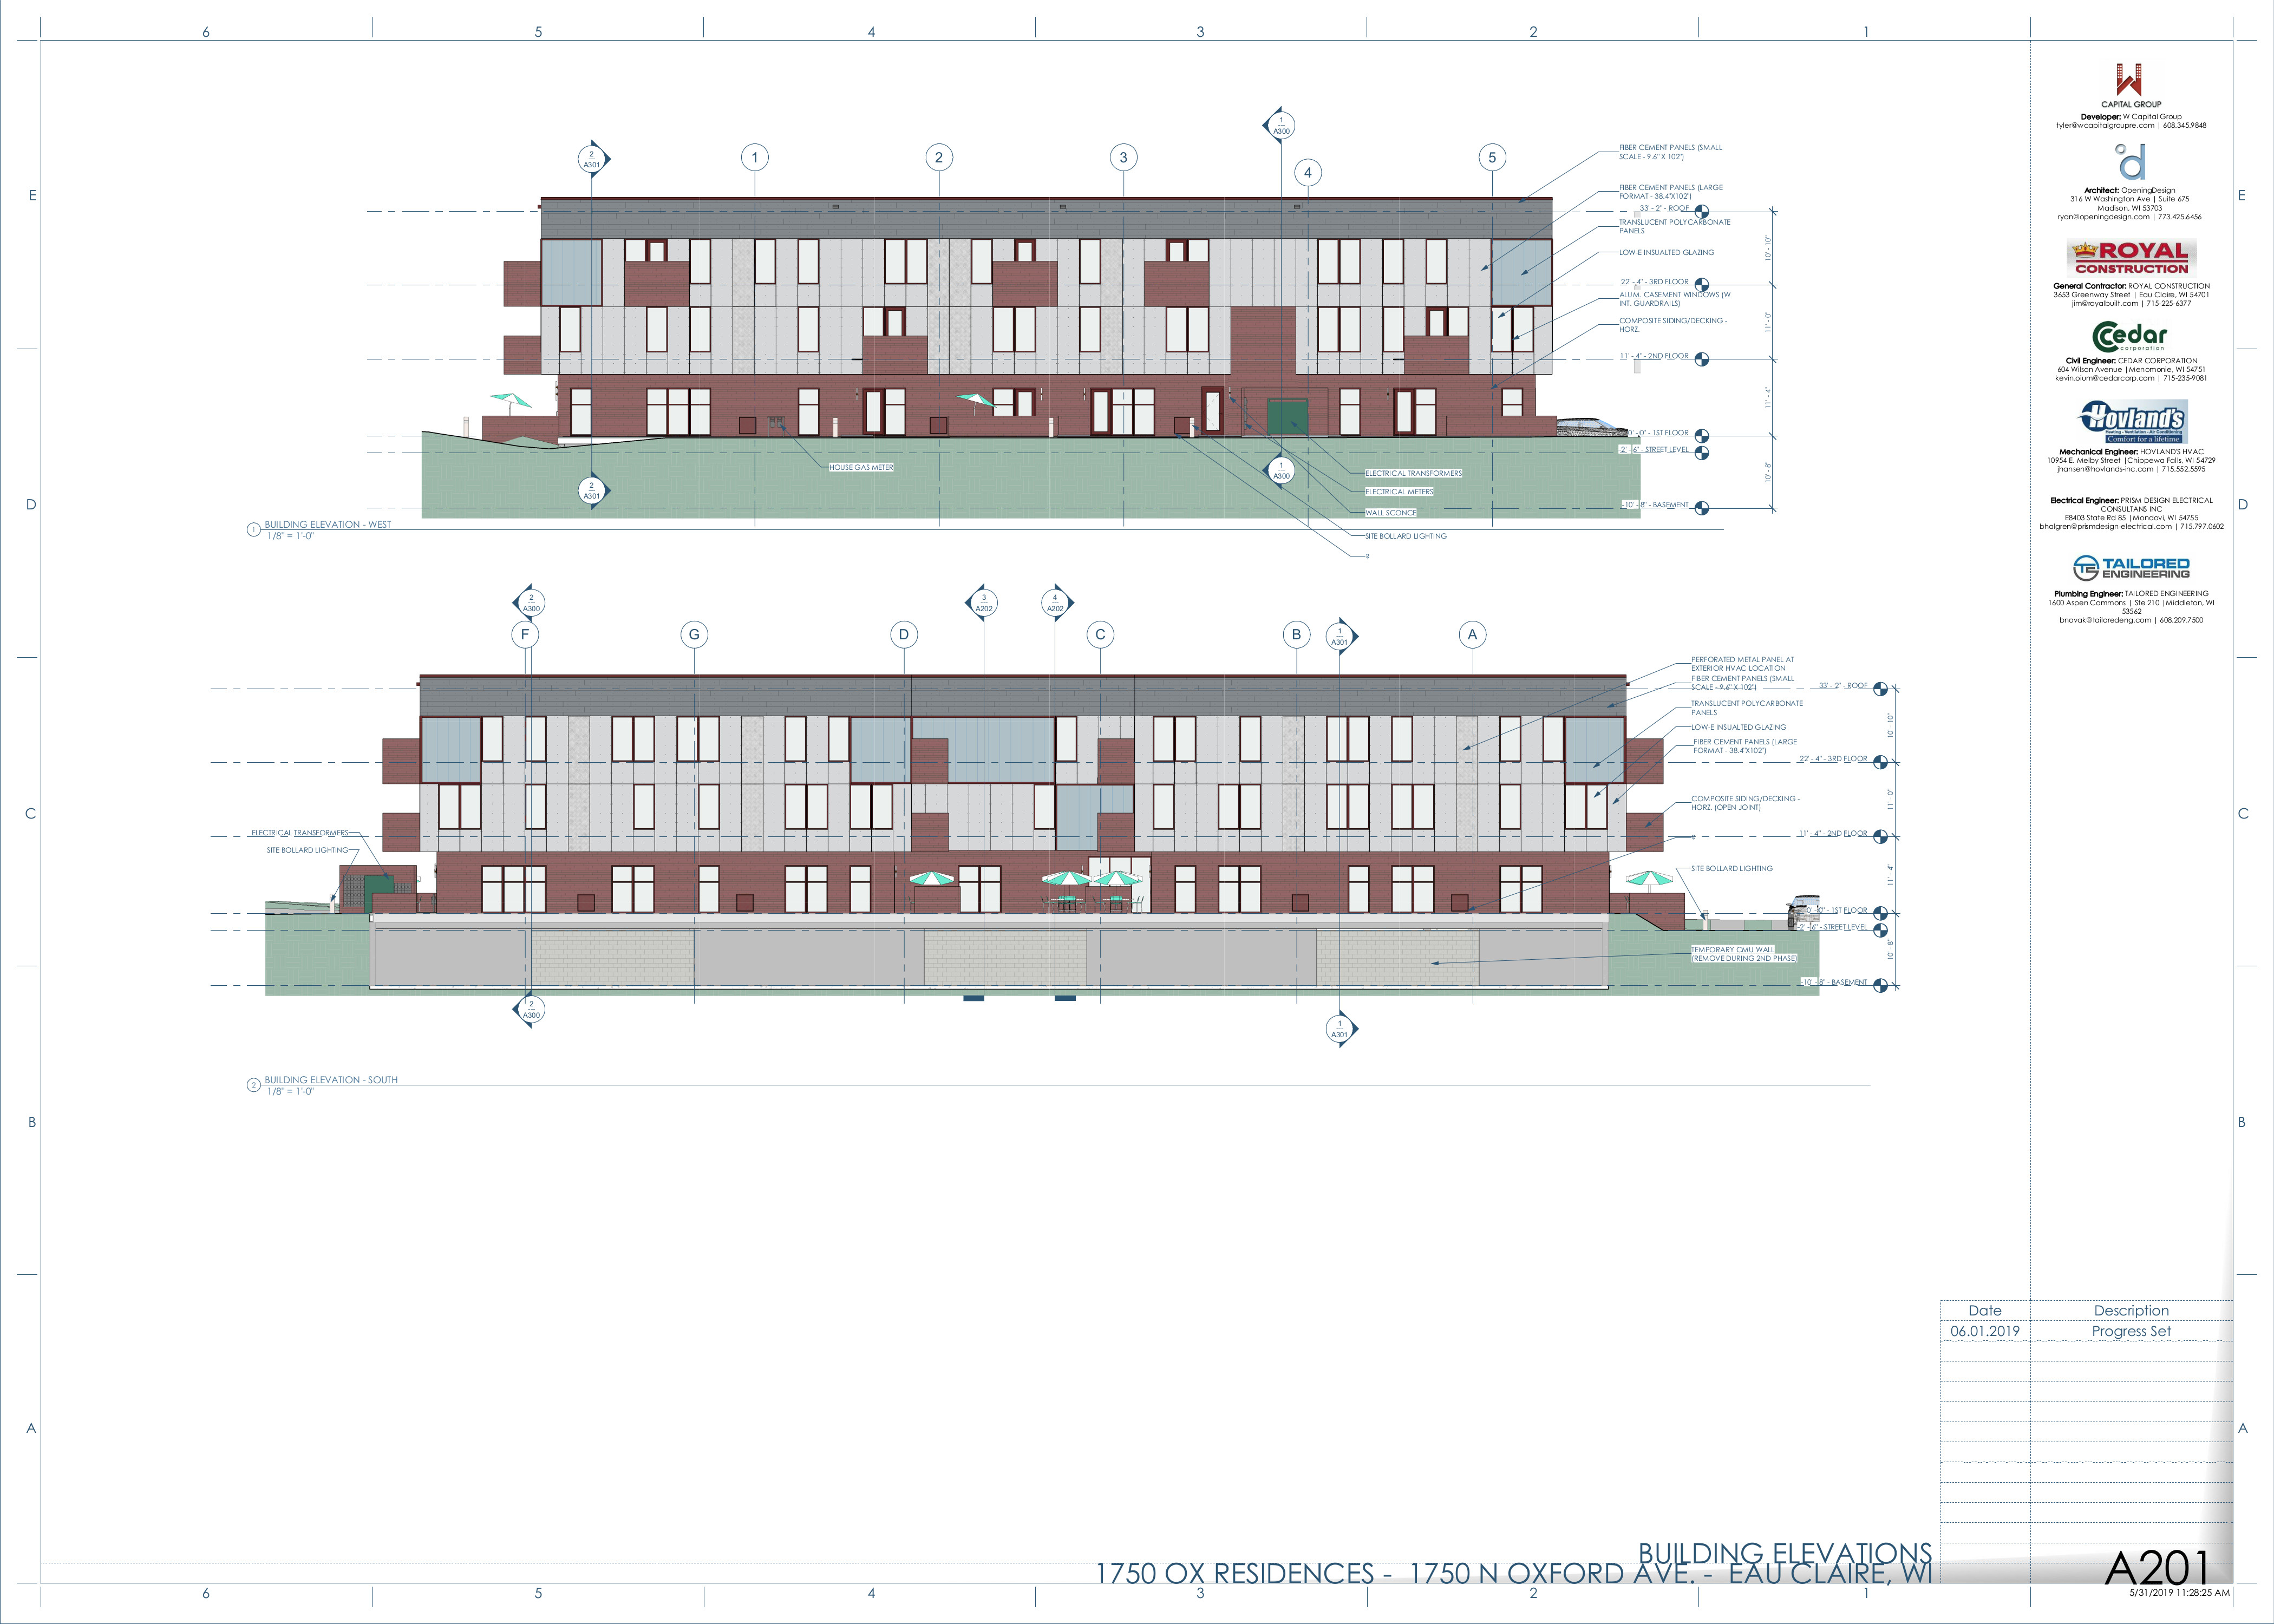 6 5 4 3 2 1
E
D
C
B
A
2
A301
1
2
3
1
A300
4
5
FIBER CEMENT PANELS (SMALL
SCALE - 9.6" X 102")
FIBER CEMENT PANELS (LARGE
FORMAT - 38.4"X102")
33' - 2" - ROOF
TRANSLUCENT POLYCARBONATE
PANELS
LOW-E INSUALTED GLAZING
22' - 4" - 3RD FLOOR
ALUM. CASEMENT WINDOWS (W
INT. GUARDRAILS)
COMPOSITE SIDING/DECKING -
HORZ.
11' - 4" - 2ND FLOOR
0' - 0" - 1ST FLOOR
-2' - 6" - STREET LEVEL
-10' - 8" - BASEMENT
10' - 10"
11' - 0"
11' - 4"
10' - 8"
HOUSE GAS METER
ELECTRICAL TRANSFORMERS
ELECTRICAL METERS
WALL SCONCE
SITE BOLLARD LIGHTING
?
2
A301
1
A300
1 BUILDING ELEVATION - WEST
1/8" = 1'-0"
2
A300
3
A202
4
A202
F
G
D
C
B
1
A301
A
PERFORATED METAL PANEL AT
EXTERIOR HVAC LOCATION
FIBER CEMENT PANELS (SMALL
SCALE - 9.6" X 102")
33' - 2" - ROOF
TRANSLUCENT POLYCARBONATE
PANELS
LOW-E INSUALTED GLAZING
FIBER CEMENT PANELS (LARGE
FORMAT - 38.4"X102")
22' - 4" - 3RD FLOOR
COMPOSITE SIDING/DECKING -
HORZ. (OPEN JOINT)
?
11' - 4" - 2ND FLOOR
SITE BOLLARD LIGHTING
0' - 0" - 1ST FLOOR
-2' - 6" - STREET LEVEL
TEMPORARY CMU WALL
(REMOVE DURING 2ND PHASE)
-10' - 8" - BASEMENT
10' - 10"
11' - 0"
11' - 4"
10' - 8"
ELECTRICAL TRANSFORMERS
SITE BOLLARD LIGHTING
2
A300
1
A301
2 BUILDING ELEVATION - SOUTH
1/8" = 1'-0"
W
CAPITAL GROUP
Developer: W Capital Group
tyler@wcapitalgroupre.com | 608.345.9848
°d
Architect: OpeningDesign
316 W Washington Ave | Suite 675
Madison, WI 53703
ryan@openingdesign.com | 773.425.6456
ROYAL
CONSTRUCTION
General Contractor: ROYAL CONSTRUCTION
3653 Greenway Street | Eau Claire, WI 54701
jim@royalbuilt.com | 715-225-6377
Cedar
corporation
Civil Engineer: CEDAR CORPORATION
604 Wilson Avenue |Menomonie, WI 54751
kevin.oium@cedarcorp.com | 715-235-9081
Hovland's
Heating - Ventilation - Air Conditioning
Comfort for a lifetime.
Mechanical Engineer: HOVLAND'S HVAC
10954 E. Melby Street |Chippewa Falls, WI 54729
jhansen@hovlands-inc.com | 715.552.5595
Electrical Engineer: PRISM DESIGN ELECTRICAL
CONSULTANS INC
E8403 State Rd 85 |Mondovi, WI 54755
bhalgren@prismdesign-electrical.com | 715.797.0602
TE TAILORED
ENGINEERING
Plumbing Engineer: TAILORED ENGINEERING
1600 Aspen Commons | Ste 210 |Middleton, WI
53562
bnovak@tailoredeng.com | 608.209.7500
E
D
C
B
A
Date Description
06.01.2019 Progress Set
BUILDING ELEVATIONS
1750 OX RESIDENCES - 1750 N OXFORD AVE. - EAU CLAIRE, WI
A201
5/31/2019 11:28:25 AM
6 5 4 3 2 1